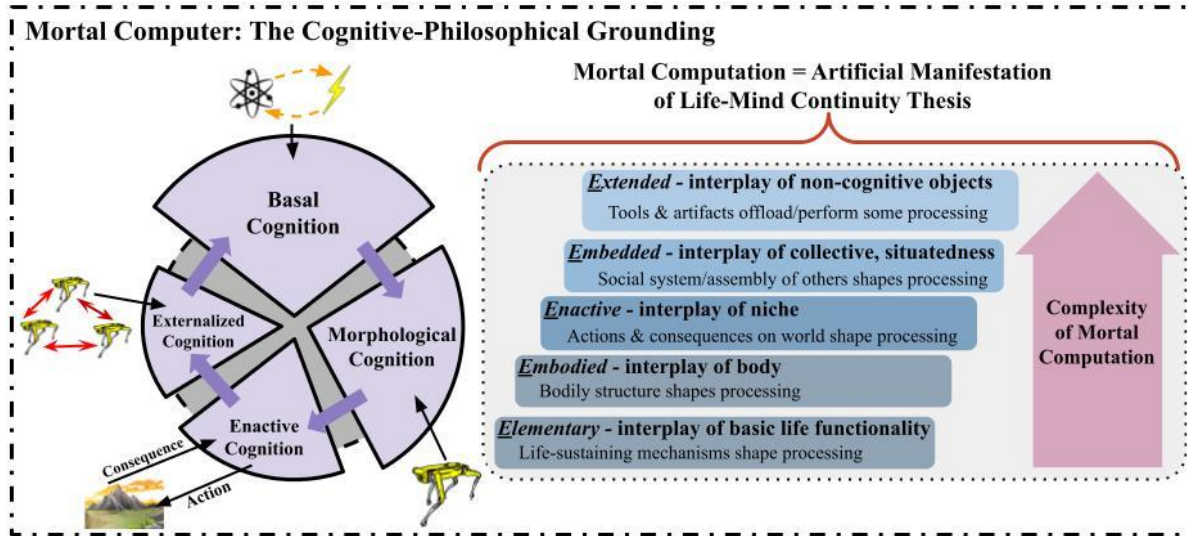 Mortal Computer: The Cognitive-Philosophical Grounding
Basal
Cognition
Externalized
Cognition
Morphological
Cognition
Enactive
Cognition
Consequence
Action
Mortal Computation = Artificial Manifestation
of Life-Mind Continuity Thesis
Extended - interplay of non-cognitive objects
Tools & artifacts offload/perform some processing
Embedded - interplay of collective, situatedness
Social system/assembly of others shapes processing
Enactive - interplay of niche
Actions & consequences on world shape processing
Embodied - interplay of body
Bodily structure shapes processing
Elementary - interplay of basic life functionality
Life-sustaining mechanisms shape processing
Complexity
of Mortal
Computation